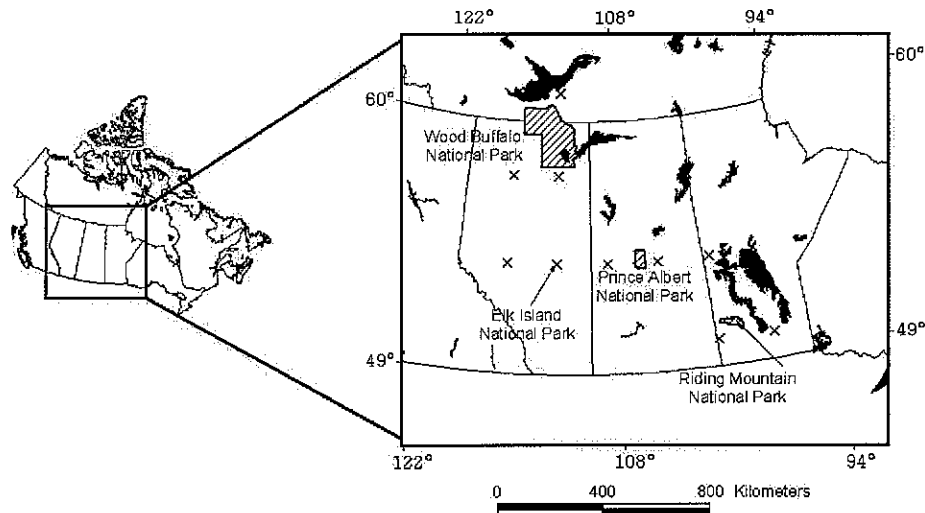 122° 108° 94°
60°
60°
Wood Buffalo
National Park
Prince Albert
National Park
Elk Island
National Park
49°
49°
Riding Mountain
National Park
122° 108° 94°
0 400 800 Kilometers